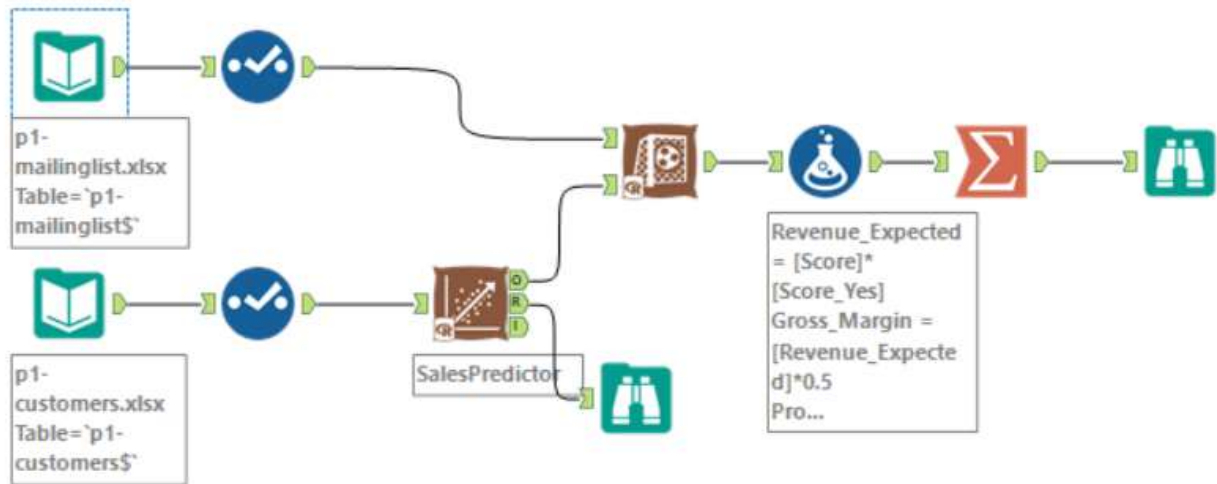 p1-
mailinglist.xlsx
Table=`p1-
mailinglist$`
p1-
customers.xlsx
Table=`p1-
customers$`
O
R
I
SalesPredictor
R
R
Revenue_Expected
= [Score]*
[Score_Yes]
Gross_Margin =
[Revenue_Expecte
d]*0.5
Pro...